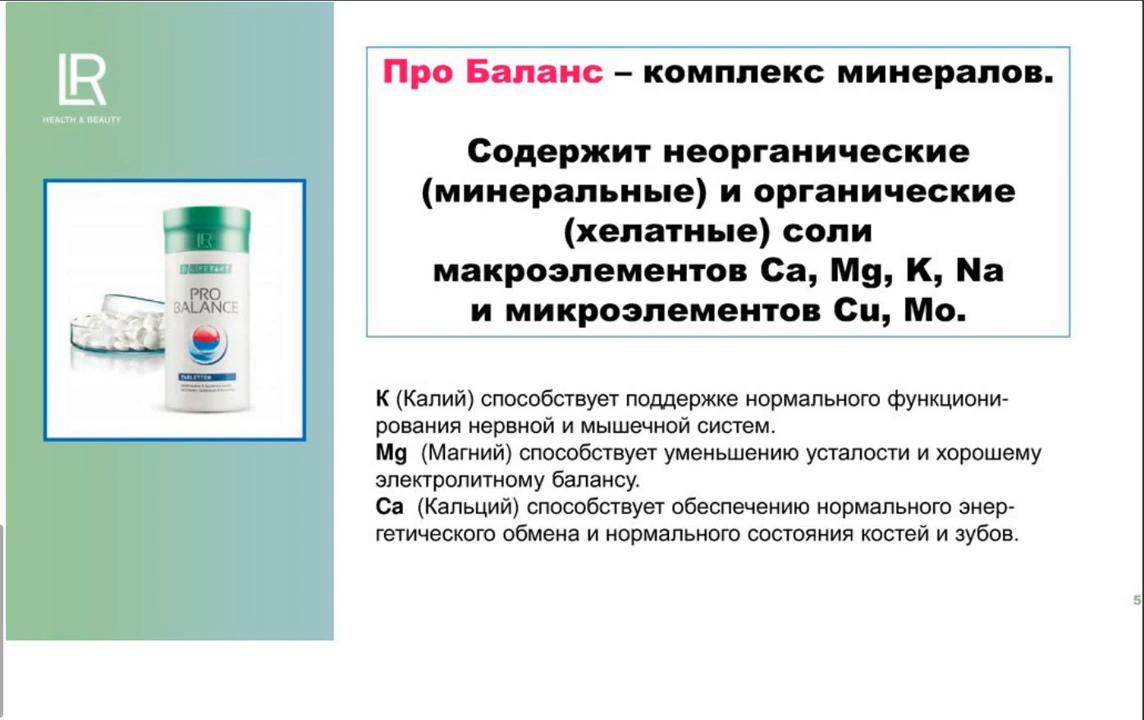 LR
HEALTH & BEAUTY
LR
LIFETAKT
PRO
BALANCE
TABLETTEN
Про Баланс – комплекс минералов.
Содержит неорганические
(минеральные) и органические
(хелатные) соли
макроэлементов Ca, Mg, K, Na
и микроэлементов Cu, Mo.
К (Калий) способствует поддержке нормального функциони-
рования нервной и мышечной систем.
Mg (Магний) способствует уменьшению усталости и хорошему
электролитному балансу.
Ca (Кальций) способствует обеспечению нормального энер-
гетического обмена и нормального состояния костей и зубов.
5